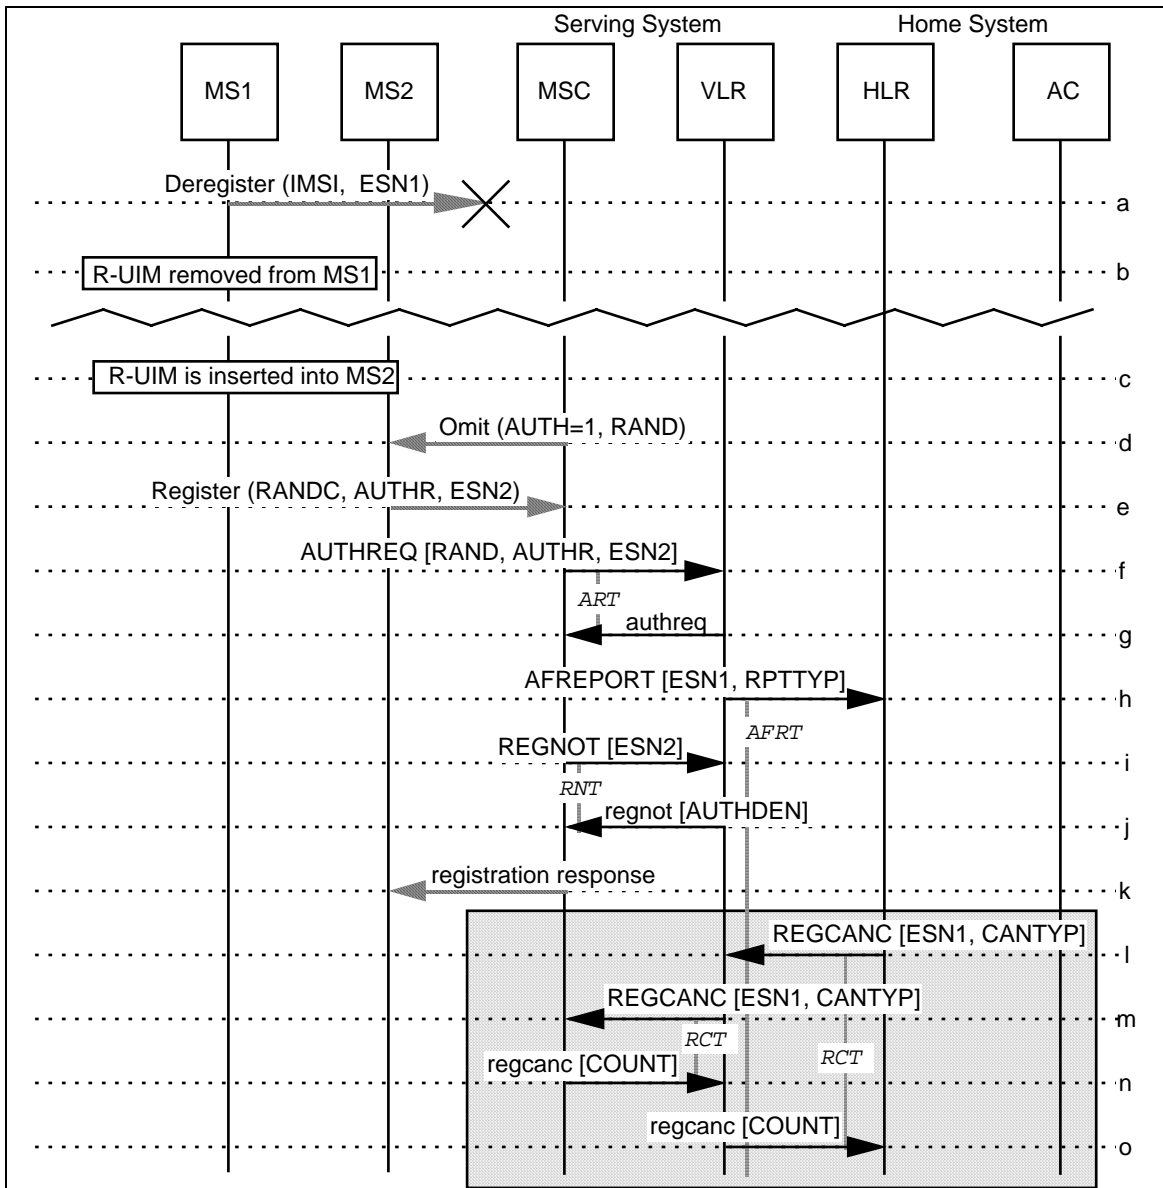 Serving System
Home System
MS1
MS2
MSC
VLR
HLR
AC
Deregister (IMSI, ESN1)
a
R-UIM removed from MS1
b
R-UIM is inserted into MS2
c
Omit (AUTH=1, RAND)
d
Register (RANDC, AUTHR, ESN2)
e
AUTHREQ [RAND, AUTHR, ESN2]
f
ART
authreq
g
AFREPORT [ESN1, RPTTYP]
h
AFRT
REGNOT [ESN2]
i
RNT
regnot [AUTHDEN]
j
registration response
k
REGCANC [ESN1, CANTYP]
l
REGCANC [ESN1, CANTYP]
m
RCT
RCT
regcanc [COUNT]
n
regcanc [COUNT]
o